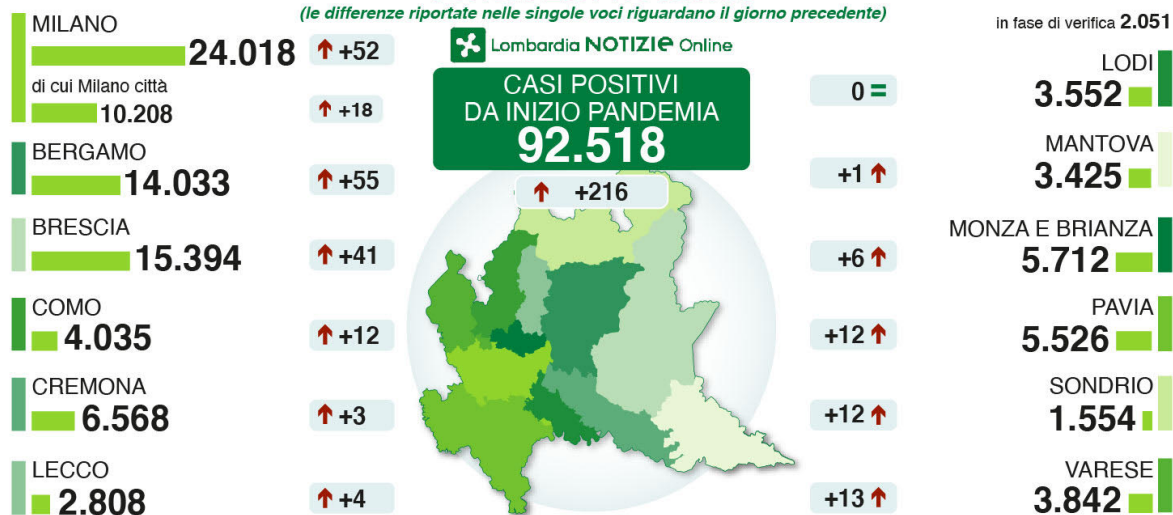 (le differenze riportate nelle singole voci riguardano il giorno precedente)
Lombardia NOTIZIE Online
CASI POSITIVI
DA INIZIO PANDEMIA
92.518
+216
in fase di verifica 2.051
MILANO
24.018 +52
di cui Milano città
10.208 +18
BERGAMO
14.033 +55
BRESCIA
15.394 +41
COMO
4.035 +12
CREMONA
6.568 +3
LECCO
2.808 +4
LODI
0 = 3.552
MANTOVA
+1 3.425
MONZA E BRIANZA
+6 5.712
PAVIA
+12 5.526
SONDRIO
+12 1.554
VARESE
+13 3.842